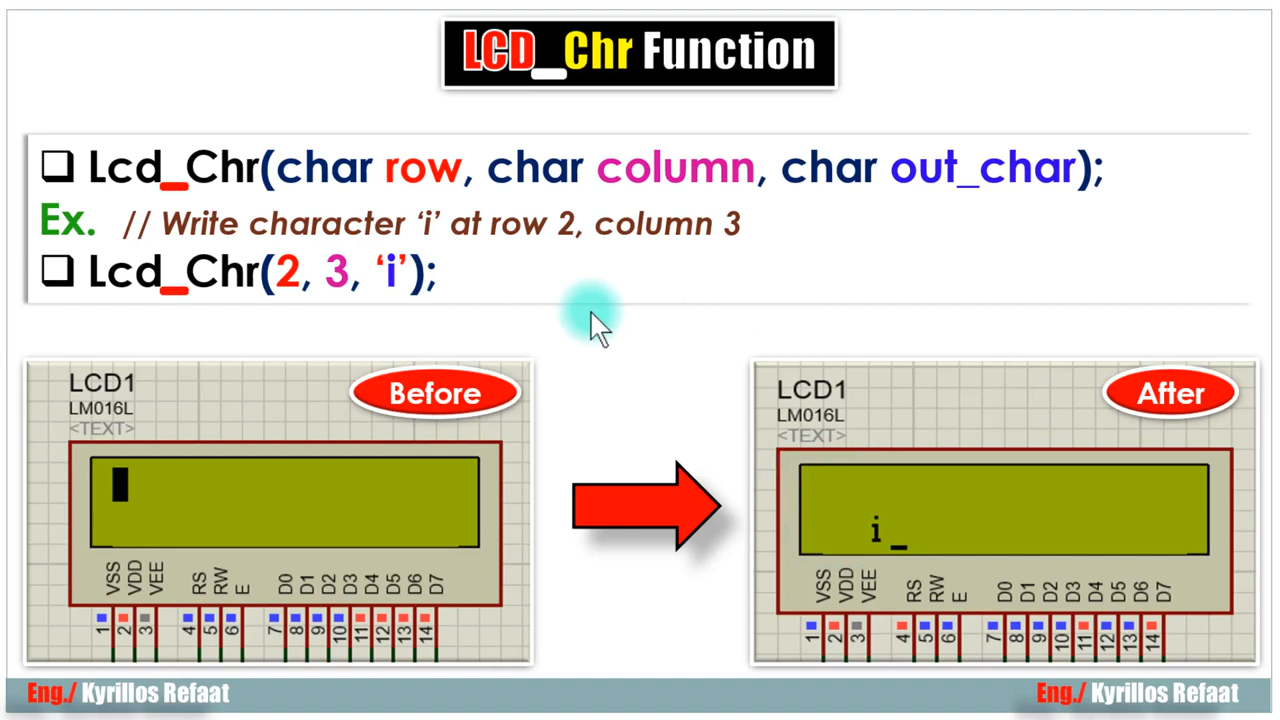 LCD_Chr Function
❑ Lcd_Chr(char row, char column, char out_char);
Ex. // Write character ‘i’ at row 2, column 3
❑ Lcd_Chr(2, 3, ‘i’);
LCD1
LM016L
<TEXT>
Before
VSS VDD VEE RS RW E D0 D1 D2 D3 D4 D5 D6 D7
1 2 3 4 5 6 7 8 9 10 11 12 13 14
LCD1
LM016L
<TEXT>
After
i _
VSS VDD VEE RS RW E D0 D1 D2 D3 D4 D5 D6 D7
1 2 3 4 5 6 7 8 9 10 11 12 13 14
Eng./ Kyrillos Refaat
Eng./ Kyrillos Refaat